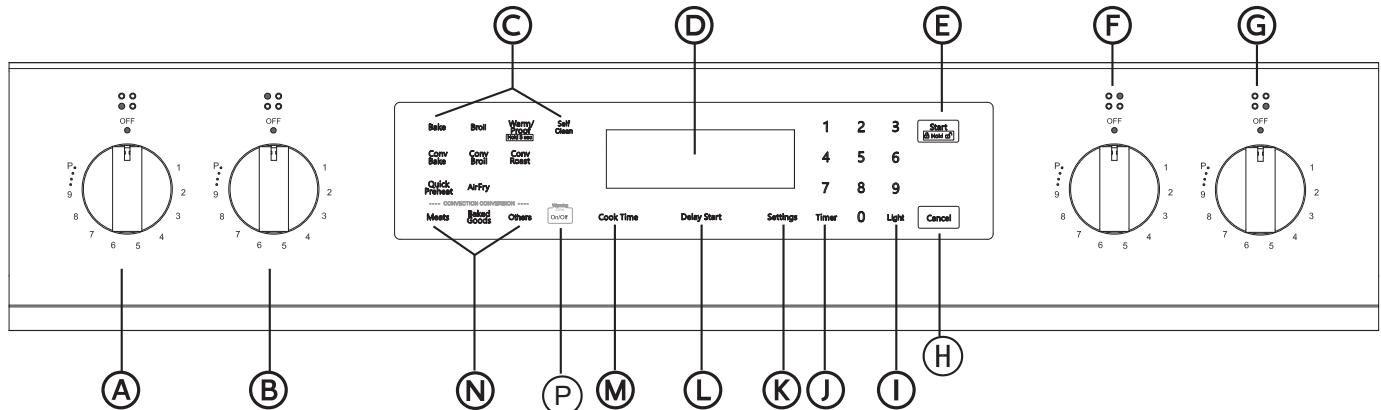 C D E F G
OFF
P 9 8 7 6 5 4 3 2 1
OFF
P 9 8 7 6 5 4 3 2 1
Bake Broil Warm/ Proof Hold 3 sec Self Clean
Conv Bake Conv Broil Conv Roast
Quick Preheat AirFry
CONVECTION CONVERSION
Meats Baked Goods Others
Warming
On/Off
Cook Time Delay Start Settings Timer
1 2 3
4 5 6
7 8 9
0 Light
Start
Hold
Cancel
OFF
P 9 8 7 6 5 4 3 2 1
OFF
P 9 8 7 6 5 4 3 2 1
A B N P M L K J I H